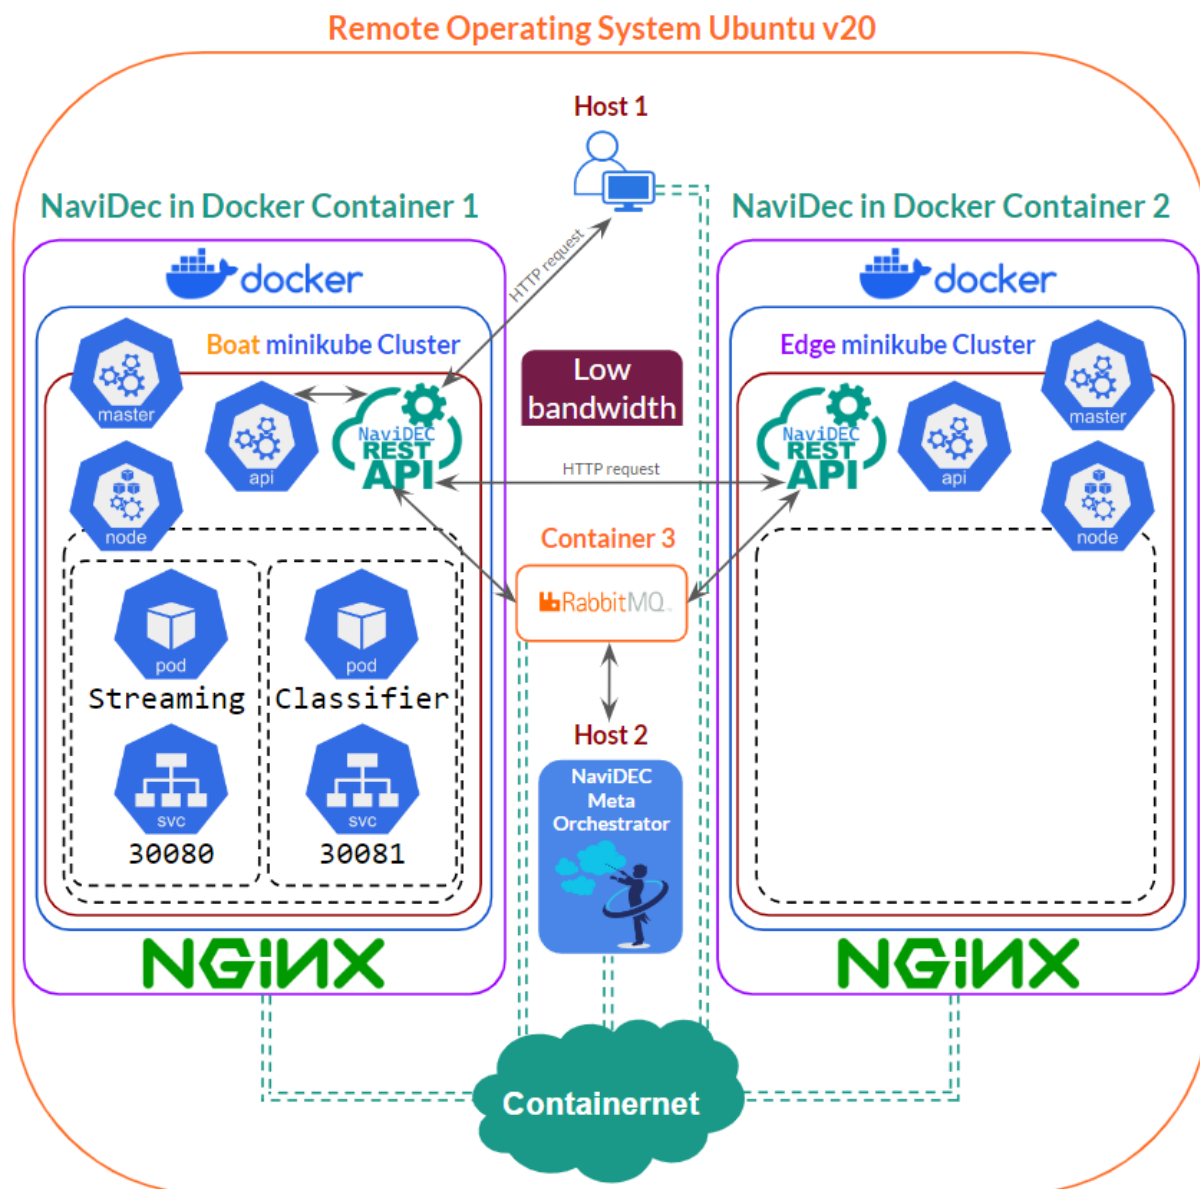 Remote Operating System Ubuntu v20
Host 1
NaviDec in Docker Container 1
NaviDec in Docker Container 2
HTTP request
docker
docker
Boat minikube Cluster
Edge minikube Cluster
master
api
node
NaviDEC
REST
API
Low
bandwidth
NaviDEC
REST
API
api
master
node
HTTP request
Container 3
RabbitMQ
pod
Streaming
svc
30080
pod
Classifier
svc
30081
Host 2
NaviDEC
Meta
Orchestrator
NGINX
NGINX
Containernet